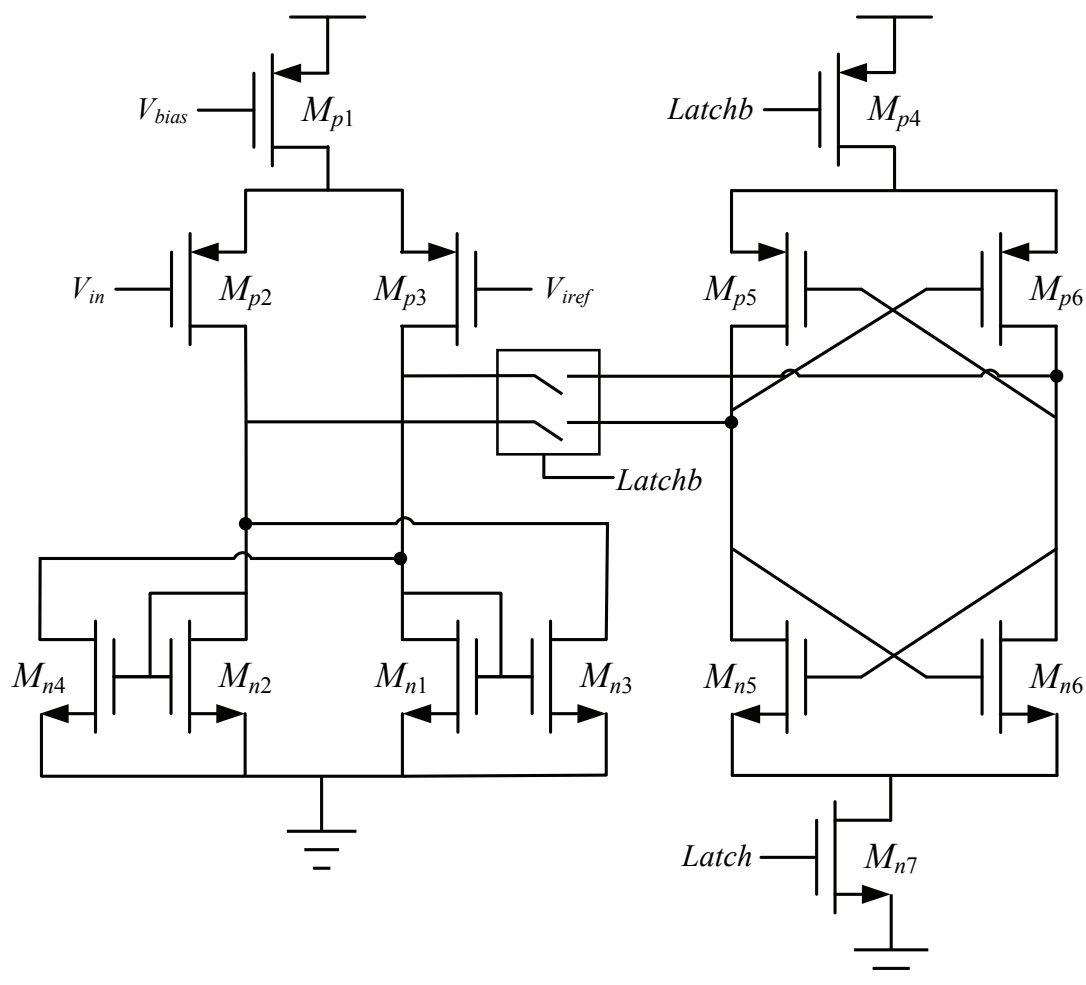 V_bias
M_p1
Latchb
M_p4
V_in
M_p2
M_p3
V_iref
M_p5
M_p6
Latchb
M_n4
M_n2
M_n1
M_n3
M_n5
M_n6
Latch
M_n7